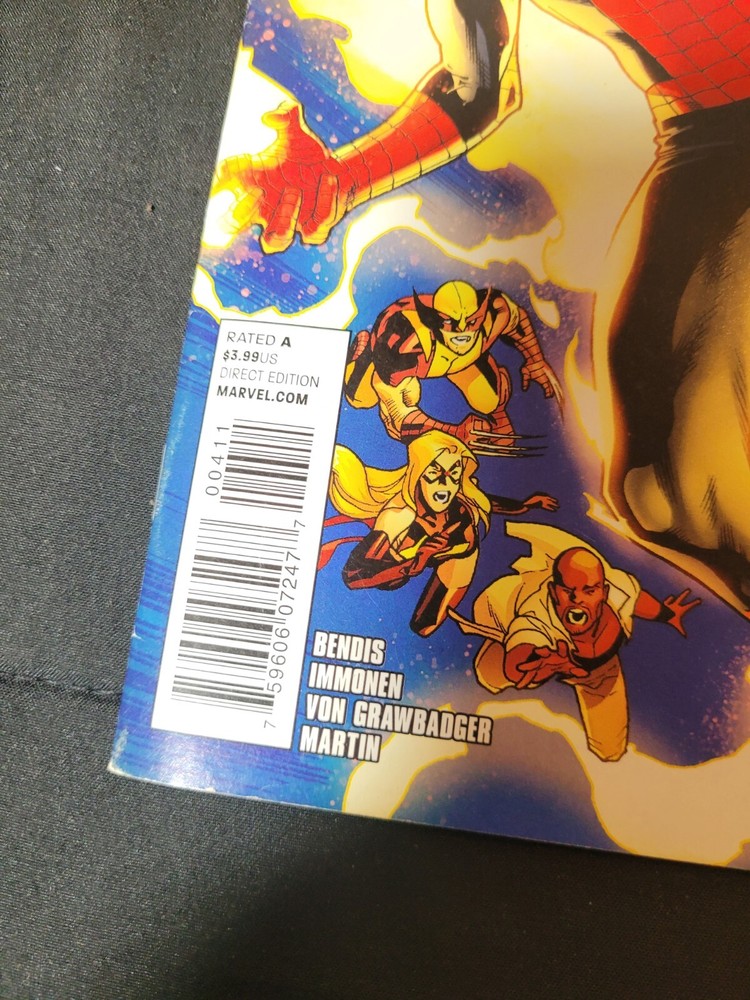 RATED A
$3.99US
DIRECT EDITION
MARVEL.COM
00411
7 59606 07247 7
BENDIS
IMMONEN
VON GRAWBADGER
MARTIN